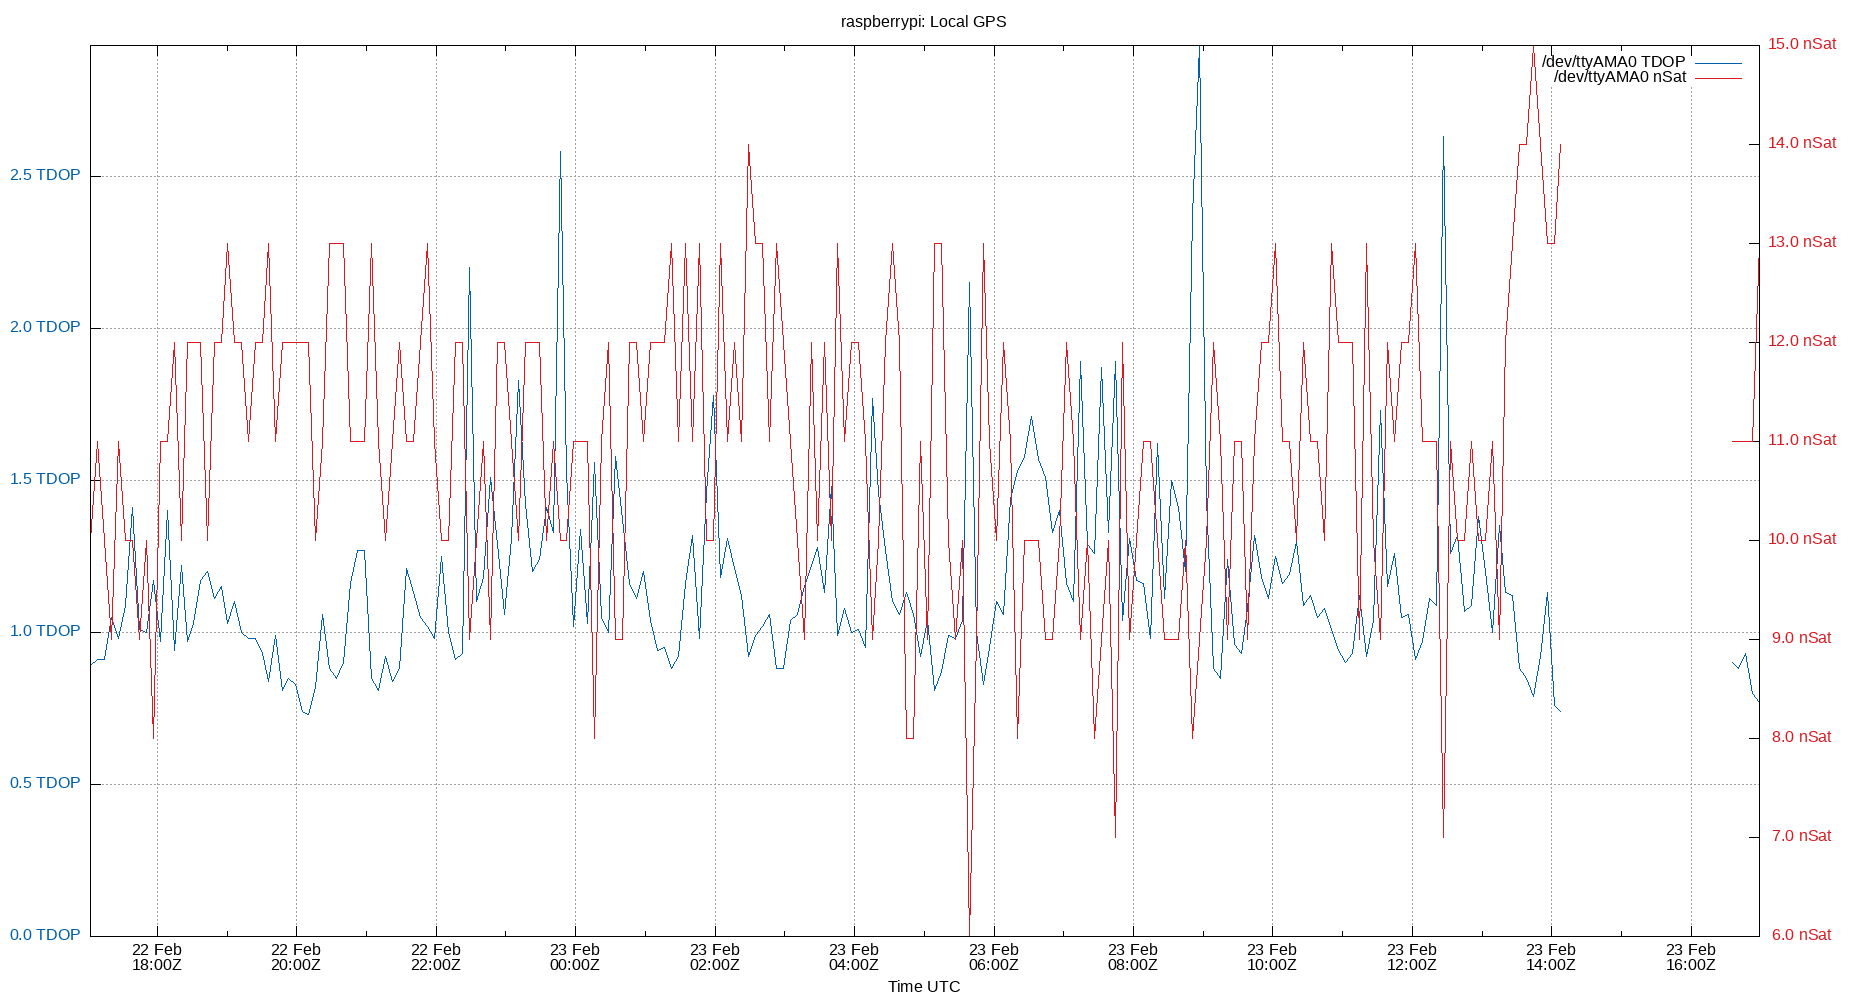 raspberrypi: Local GPS
/dev/ttyAMA0 TDOP
/dev/ttyAMA0 nSat
2.5 TDOP
2.0 TDOP
1.5 TDOP
1.0 TDOP
0.5 TDOP
0.0 TDOP
15.0 nSat
14.0 nSat
13.0 nSat
12.0 nSat
11.0 nSat
10.0 nSat
9.0 nSat
8.0 nSat
7.0 nSat
6.0 nSat
22 Feb
18:00Z
22 Feb
20:00Z
22 Feb
22:00Z
23 Feb
00:00Z
23 Feb
02:00Z
23 Feb
04:00Z
23 Feb
06:00Z
23 Feb
08:00Z
23 Feb
10:00Z
23 Feb
12:00Z
23 Feb
14:00Z
23 Feb
16:00Z
Time UTC